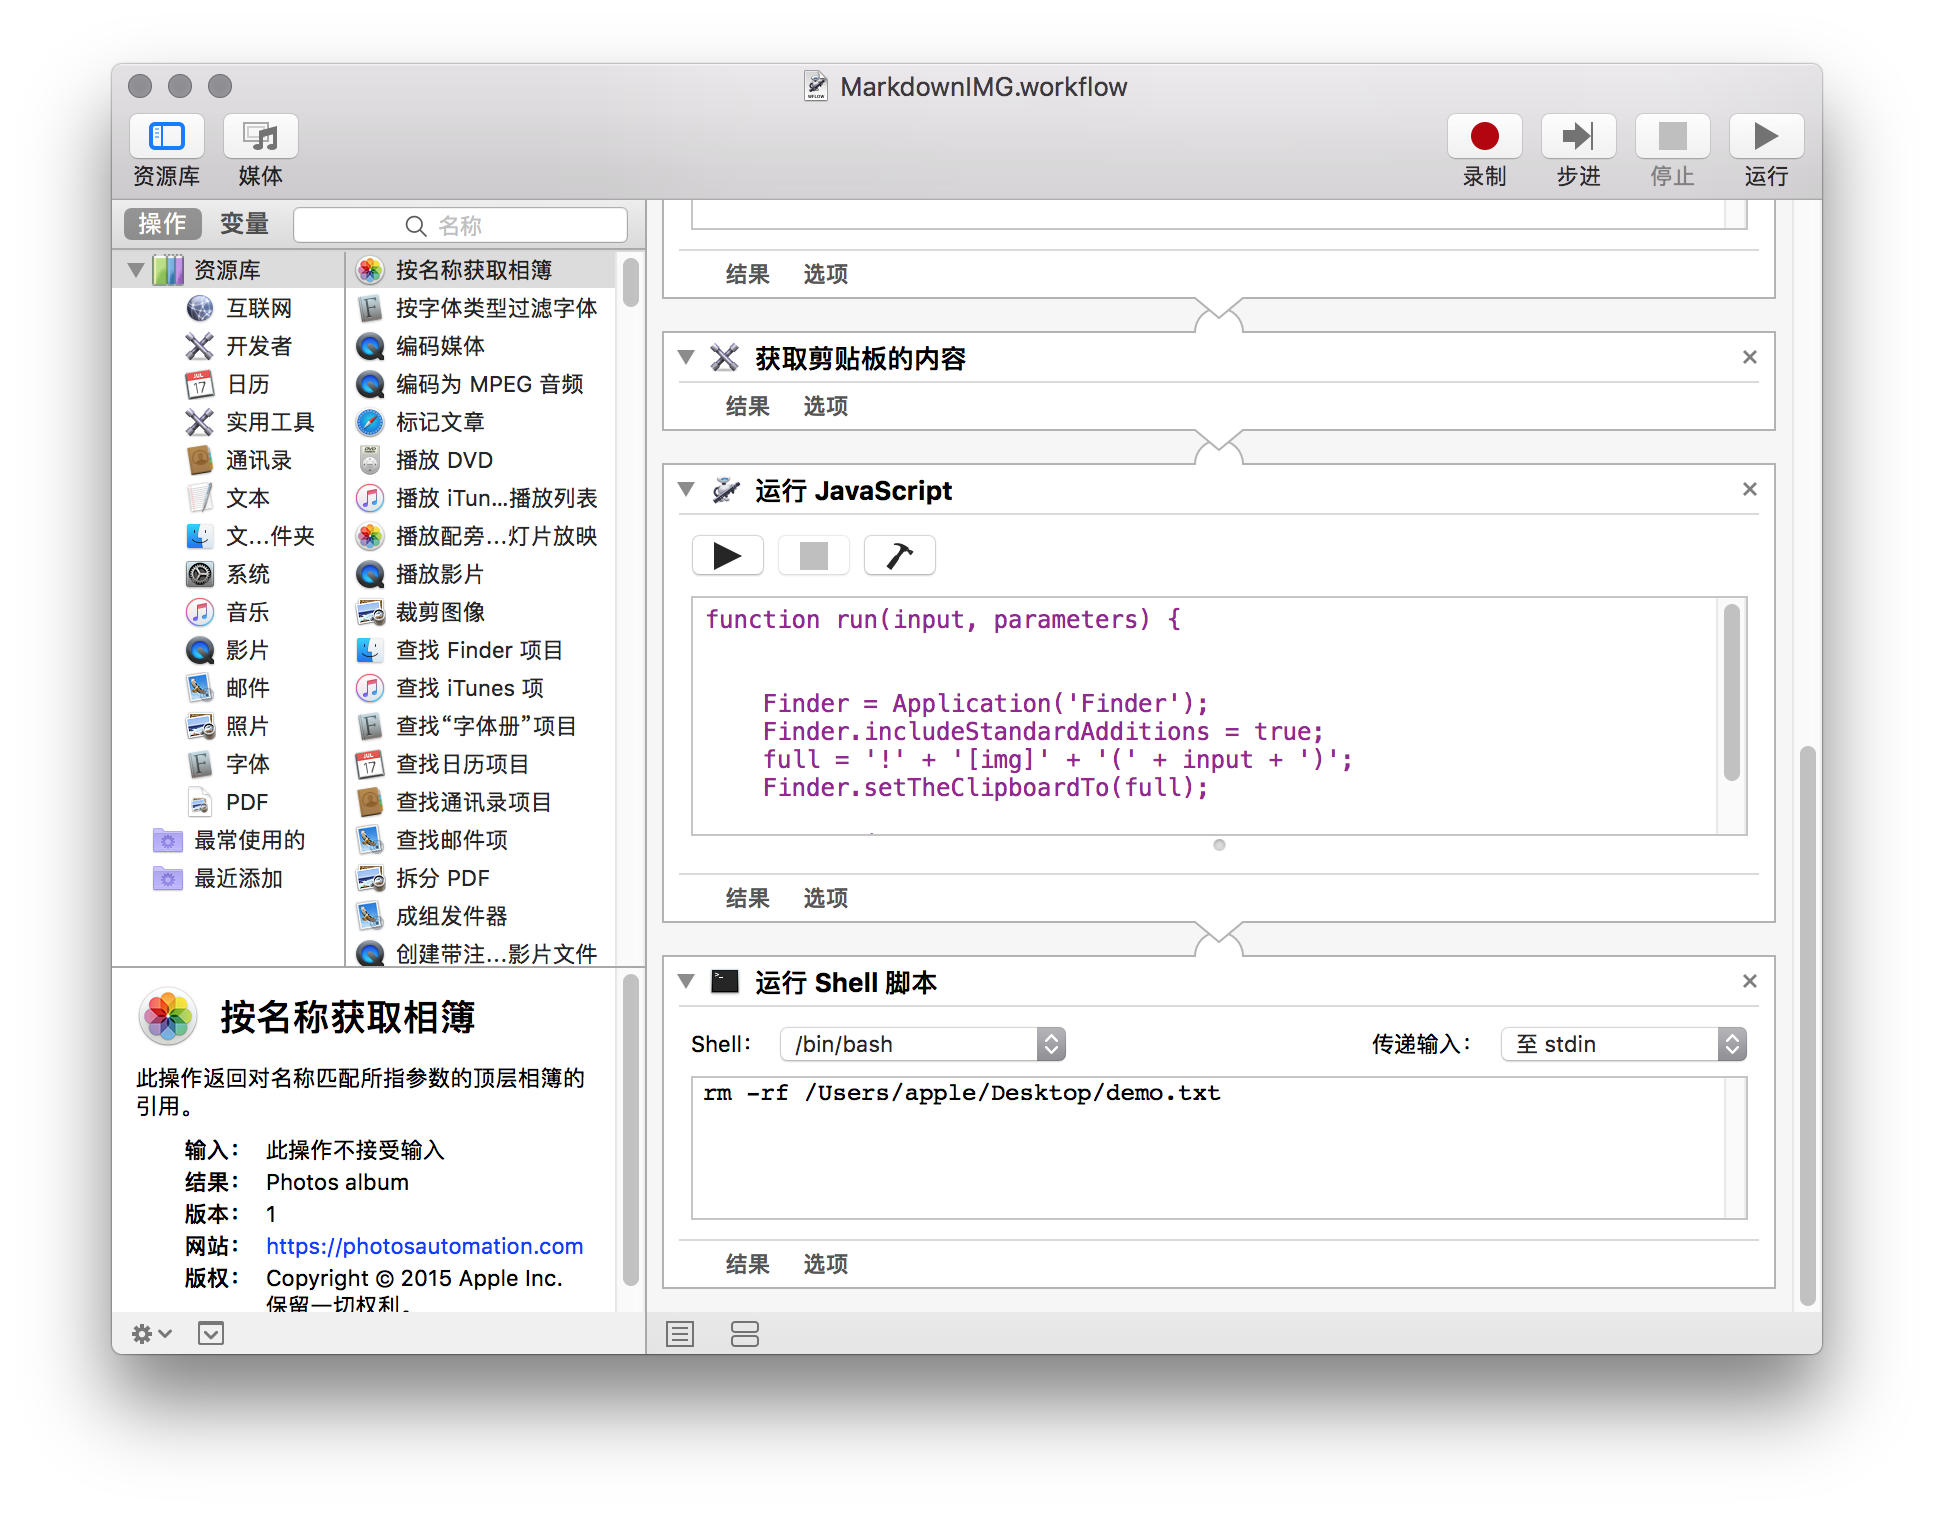 MarkdownIMG.workflow
资源库
媒体
录制
步进
停止
运行
操作
变量
名称
资源库
互联网
开发者
日历
实用工具
通讯录
文本
文...件夹
系统
音乐
影片
邮件
照片
字体
PDF
最常使用的
最近添加
按名称获取相簿
按字体类型过滤字体
编码媒体
编码为 MPEG 音频
标记文章
播放 DVD
播放 iTun...播放列表
播放配旁...灯片放映
播放影片
裁剪图像
查找 Finder 项目
查找 iTunes 项
查找“字体册”项目
查找日历项目
查找通讯录项目
查找邮件项
拆分 PDF
成组发件器
创建带注...影片文件
按名称获取相簿
此操作返回对名称匹配所指参数的顶层相簿的
引用。
输入： 此操作不接受输入
结果： Photos album
版本： 1
网站： https://photosautomation.com
版权： Copyright © 2015 Apple Inc.
保留一切权利。
结果 选项
获取剪贴板的内容
结果 选项
运行 JavaScript
function run(input, parameters) {
Finder = Application('Finder');
Finder.includeStandardAdditions = true;
full = '!' + '[img]' + '(' + input + ')';
Finder.setTheClipboardTo(full);
结果 选项
运行 Shell 脚本
Shell： /bin/bash 传递输入： 至 stdin
rm -rf /Users/apple/Desktop/demo.txt
结果 选项